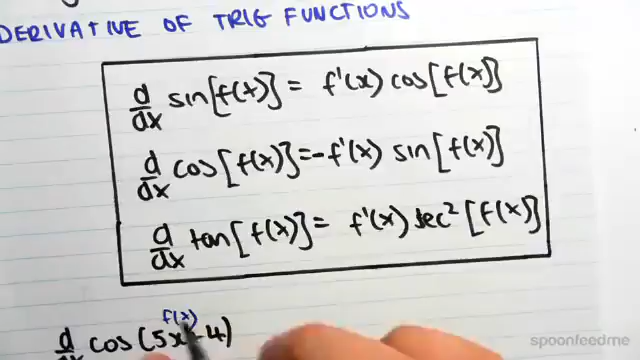 DERIVATIVE OF TRIG FUNCTIONS
d/dx sin[f(x)] = f'(x) cos[f(x)]
d/dx cos[f(x)] = -f'(x) sin[f(x)]
d/dx tan[f(x)] = f'(x) sec² [f(x)]
f(x)
d/dx cos(5x-4)
spoonfeedme